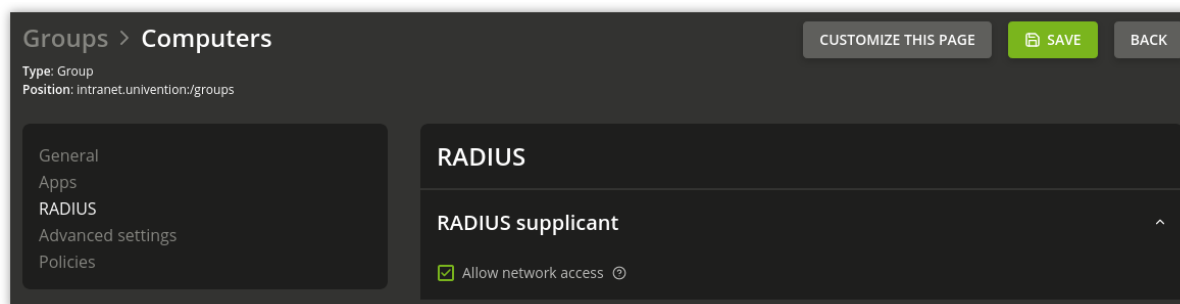 Groups > Computers
CUSTOMIZE THIS PAGE
SAVE
BACK
Type: Group
Position: intranet.univention:/groups
General
Apps
RADIUS
Advanced settings
Policies
RADIUS
RADIUS supplicant
Allow network access